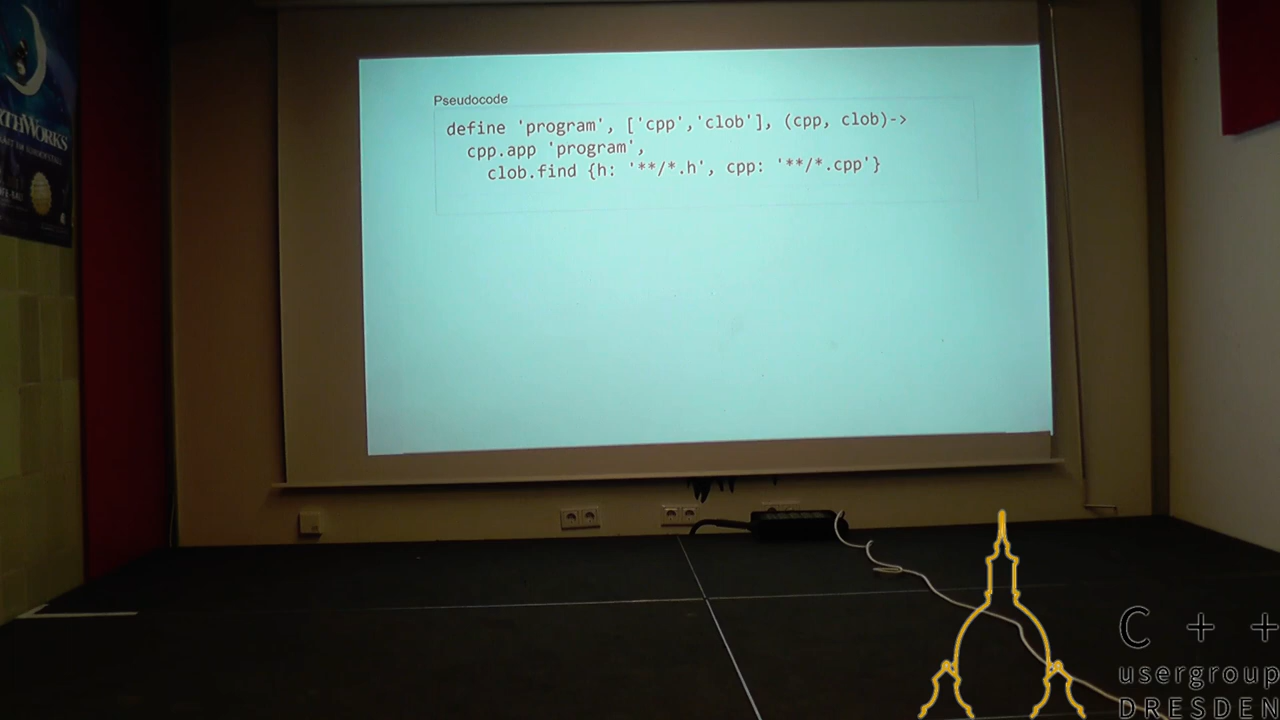 Pseudocode
define 'program', ['cpp','clob'], (cpp, clob)->
cpp.app 'program',
clob.find {h: '**/*.h', cpp: '**/*.cpp'}
C++
usergroup
DRESDEN